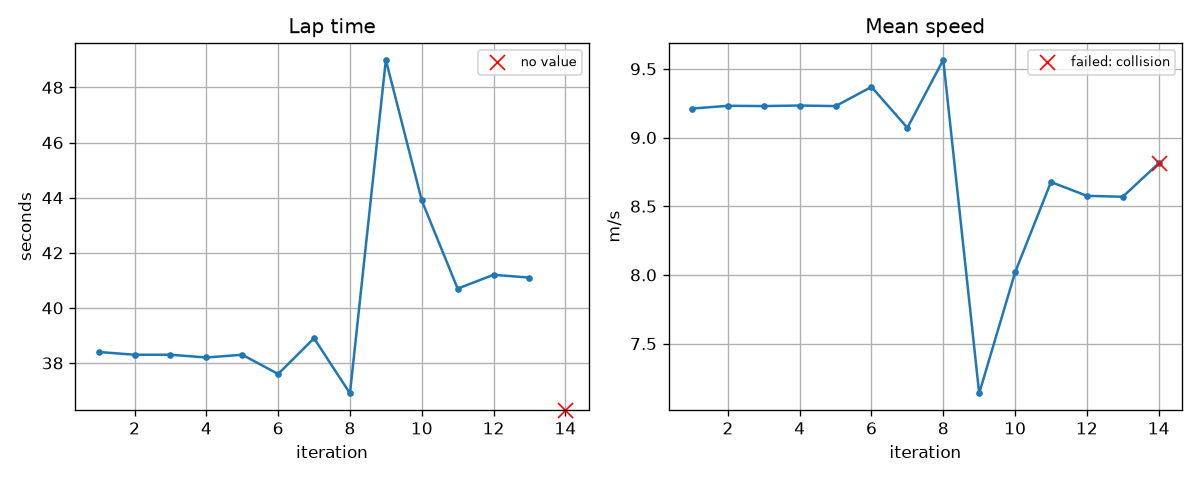 Lap time
no value
48
46
44
42
40
38
seconds
2 4 6 8 10 12 14
iteration
Mean speed
failed: collision
9.5
9.0
8.5
8.0
7.5
m/s
2 4 6 8 10 12 14
iteration